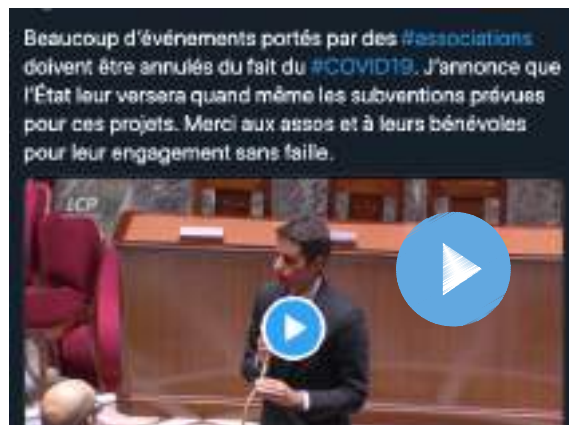 Beaucoup d'événements portés par des #associations
doivent être annulés du fait du #COVID19. J'annonce que
l'État leur versera quand même les subventions prévues
pour ces projets. Merci aux assos et à leurs bénévoles
pour leur engagement sans faille.
LCP